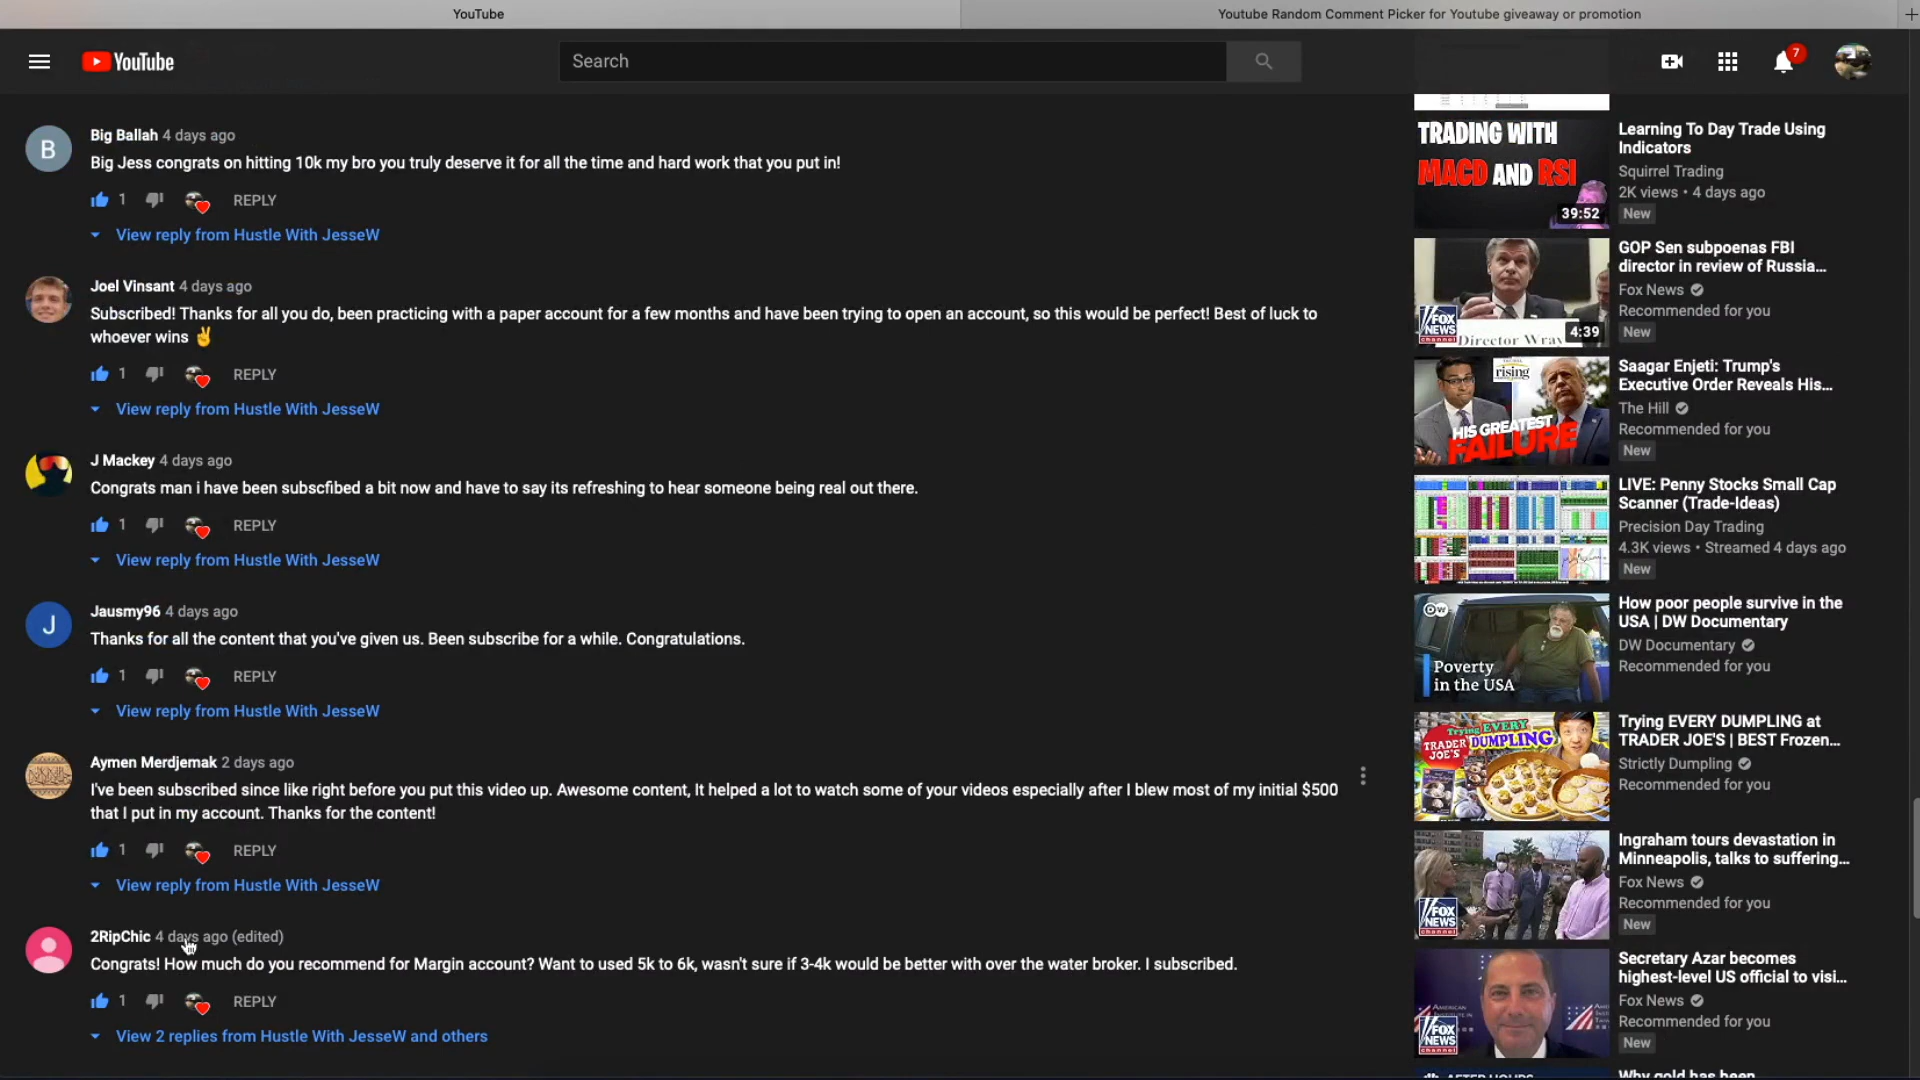 YouTube
Youtube Random Comment Picker for Youtube giveaway or promotion
YouTube
Search
7
B
Big Ballah 4 days ago
Big Jess congrats on hitting 10k my bro you truly deserve it for all the time and hard work that you put in!
1
REPLY
View reply from Hustle With JesseW
Joel Vinsant 4 days ago
Subscribed! Thanks for all you do, been practicing with a paper account for a few months and have been trying to open an account, so this would be perfect! Best of luck to
whoever wins ✌
1
REPLY
View reply from Hustle With JesseW
J Mackey 4 days ago
Congrats man i have been subscfibed a bit now and have to say its refreshing to hear someone being real out there.
1
REPLY
View reply from Hustle With JesseW
J
Jausmy96 4 days ago
Thanks for all the content that you've given us. Been subscribe for a while. Congratulations.
1
REPLY
View reply from Hustle With JesseW
Aymen Merdjemak 2 days ago
I've been subscribed since like right before you put this video up. Awesome content, It helped a lot to watch some of your videos especially after I blew most of my initial $500
that I put in my account. Thanks for the content!
1
REPLY
View reply from Hustle With JesseW
2RipChic 4 days ago (edited)
Congrats! How much do you recommend for Margin account? Want to used 5k to 6k, wasn't sure if 3-4k would be better with over the water broker. I subscribed.
1
REPLY
View 2 replies from Hustle With JesseW and others
TRADING WITH
MACD AND RSI
39:52
Learning To Day Trade Using
Indicators
Squirrel Trading
2K views • 4 days ago
New
FOX
NEWS
channel
Director Wray
4:39
GOP Sen subpoenas FBI
director in review of Russia...
Fox News
Recommended for you
New
rising
HIS GREATEST
FAILURE
Saagar Enjeti: Trump's
Executive Order Reveals His...
The Hill
Recommended for you
New
LIVE: Penny Stocks Small Cap
Scanner (Trade-Ideas)
Precision Day Trading
4.3K views • Streamed 4 days ago
New
DW
Poverty
in the USA
How poor people survive in the
USA | DW Documentary
DW Documentary
Recommended for you
Trying EVERY
DUMPLING at
TRADER
JOE'S
Trying EVERY DUMPLING at
TRADER JOE'S | BEST Frozen...
Strictly Dumpling
Recommended for you
FOX
NEWS
channel
Ingraham tours devastation in
Minneapolis, talks to suffering...
Fox News
Recommended for you
New
FOX
NEWS
channel
Secretary Azar becomes
highest-level US official to visi...
Fox News
Recommended for you
New
AFTER HOURS
Why gold has been